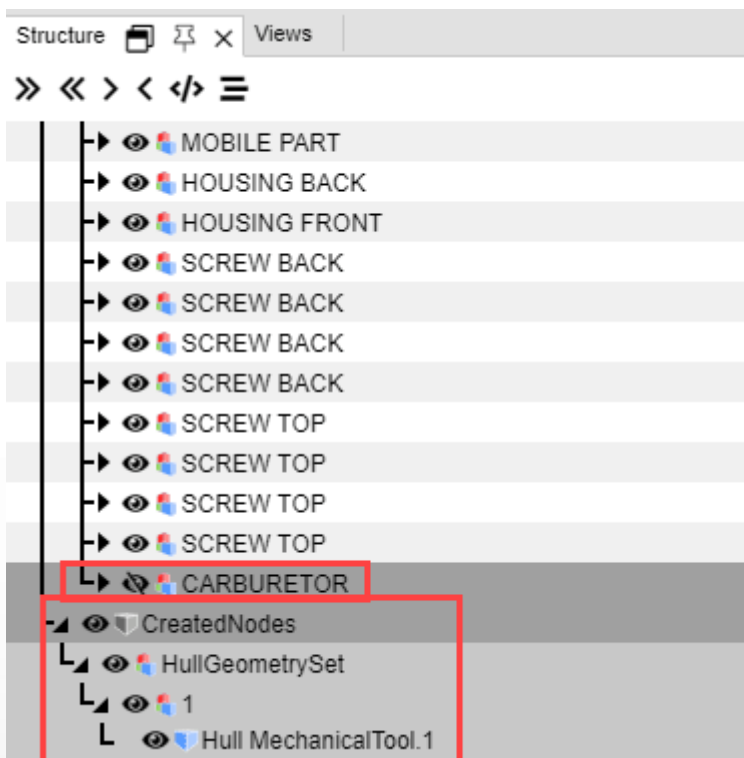 Structure Views
MOBILE PART
HOUSING BACK
HOUSING FRONT
SCREW BACK
SCREW BACK
SCREW BACK
SCREW BACK
SCREW TOP
SCREW TOP
SCREW TOP
SCREW TOP
CARBURETOR
CreatedNodes
HullGeometrySet
1
Hull MechanicalTool.1